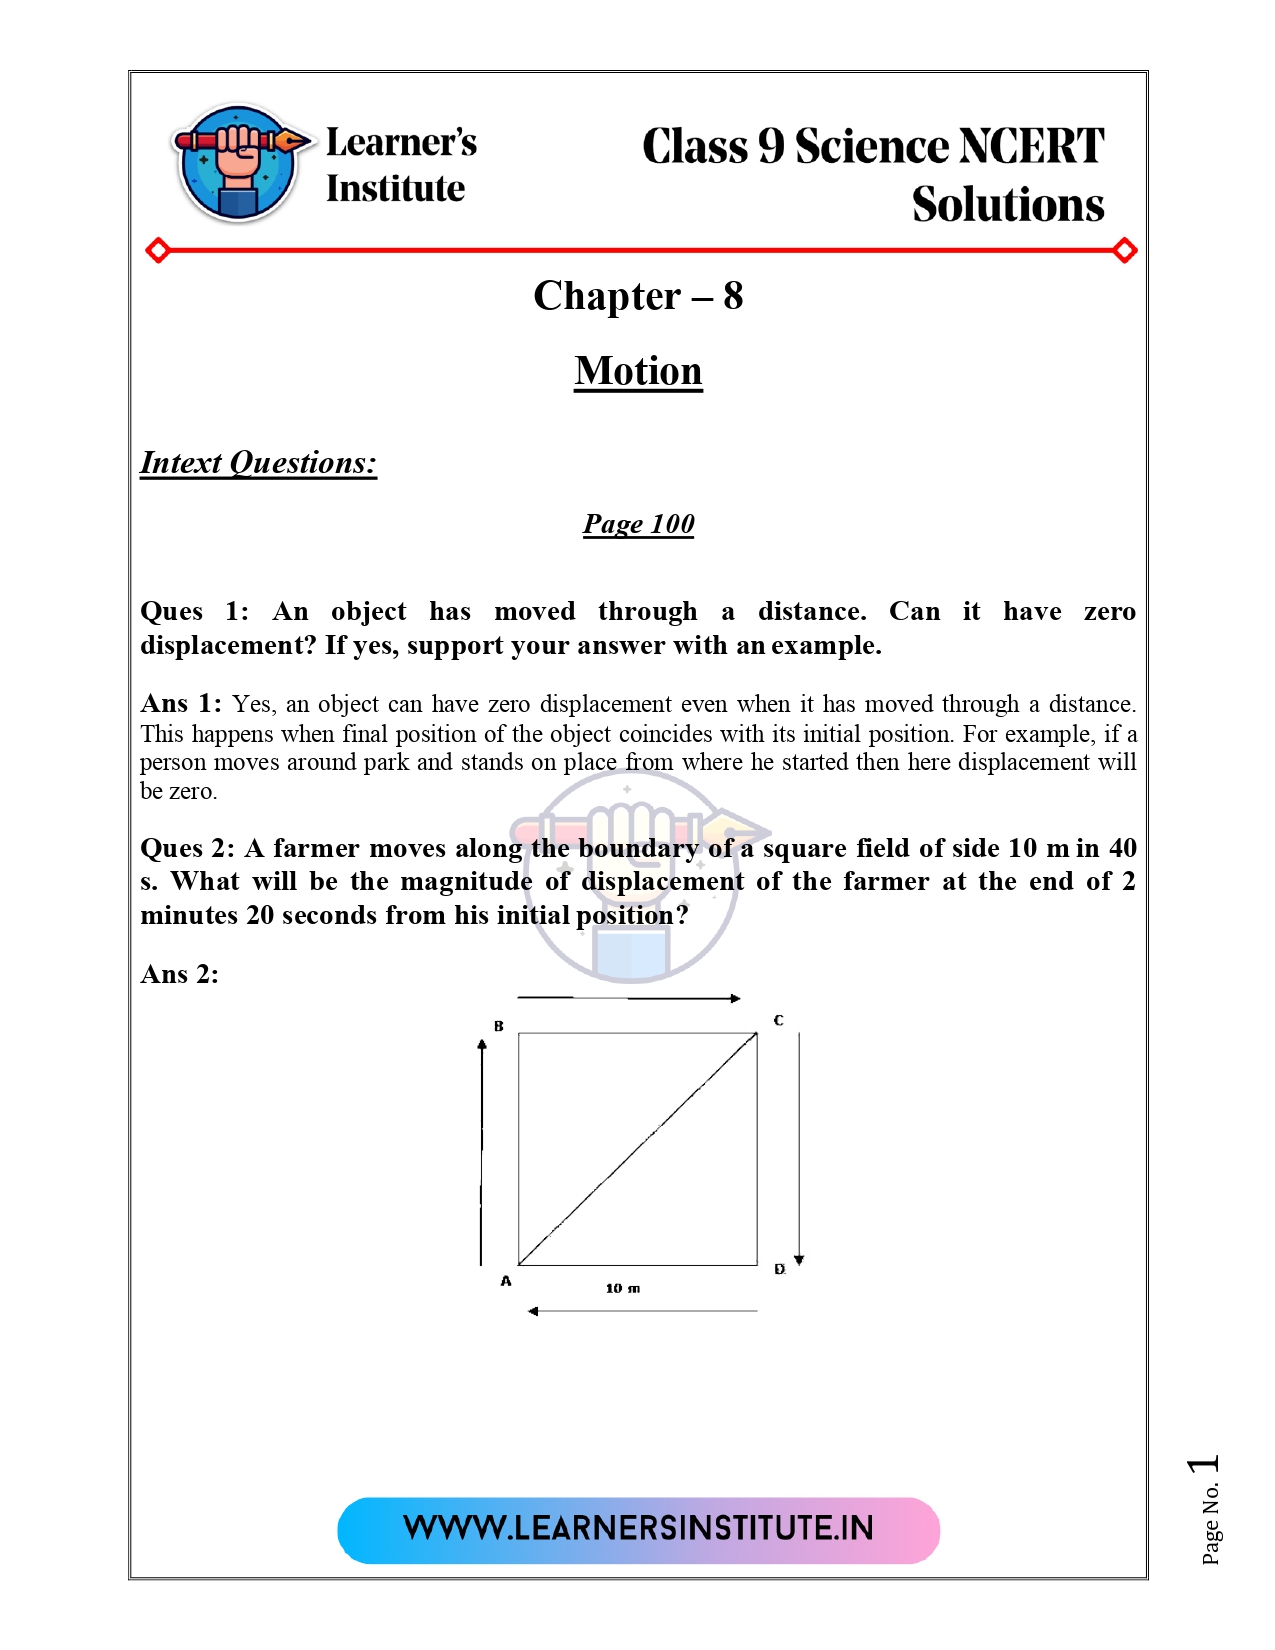 Learner's
Institute
Class 9 Science NCERT
Solutions
Chapter – 8
Motion
Intext Questions:
Page 100
Ques 1: An object has moved through a distance. Can it have zero
displacement? If yes, support your answer with an example.
Ans 1: Yes, an object can have zero displacement even when it has moved through a distance.
This happens when final position of the object coincides with its initial position. For example, if a
person moves around park and stands on place from where he started then here displacement will
be zero.
Ques 2: A farmer moves along the boundary of a square field of side 10 m in 40
s. What will be the magnitude of displacement of the farmer at the end of 2
minutes 20 seconds from his initial position?
Ans 2:
B
C
A
D
10 m
Page No. 1
WWW.LEARNERSINSTITUTE.IN